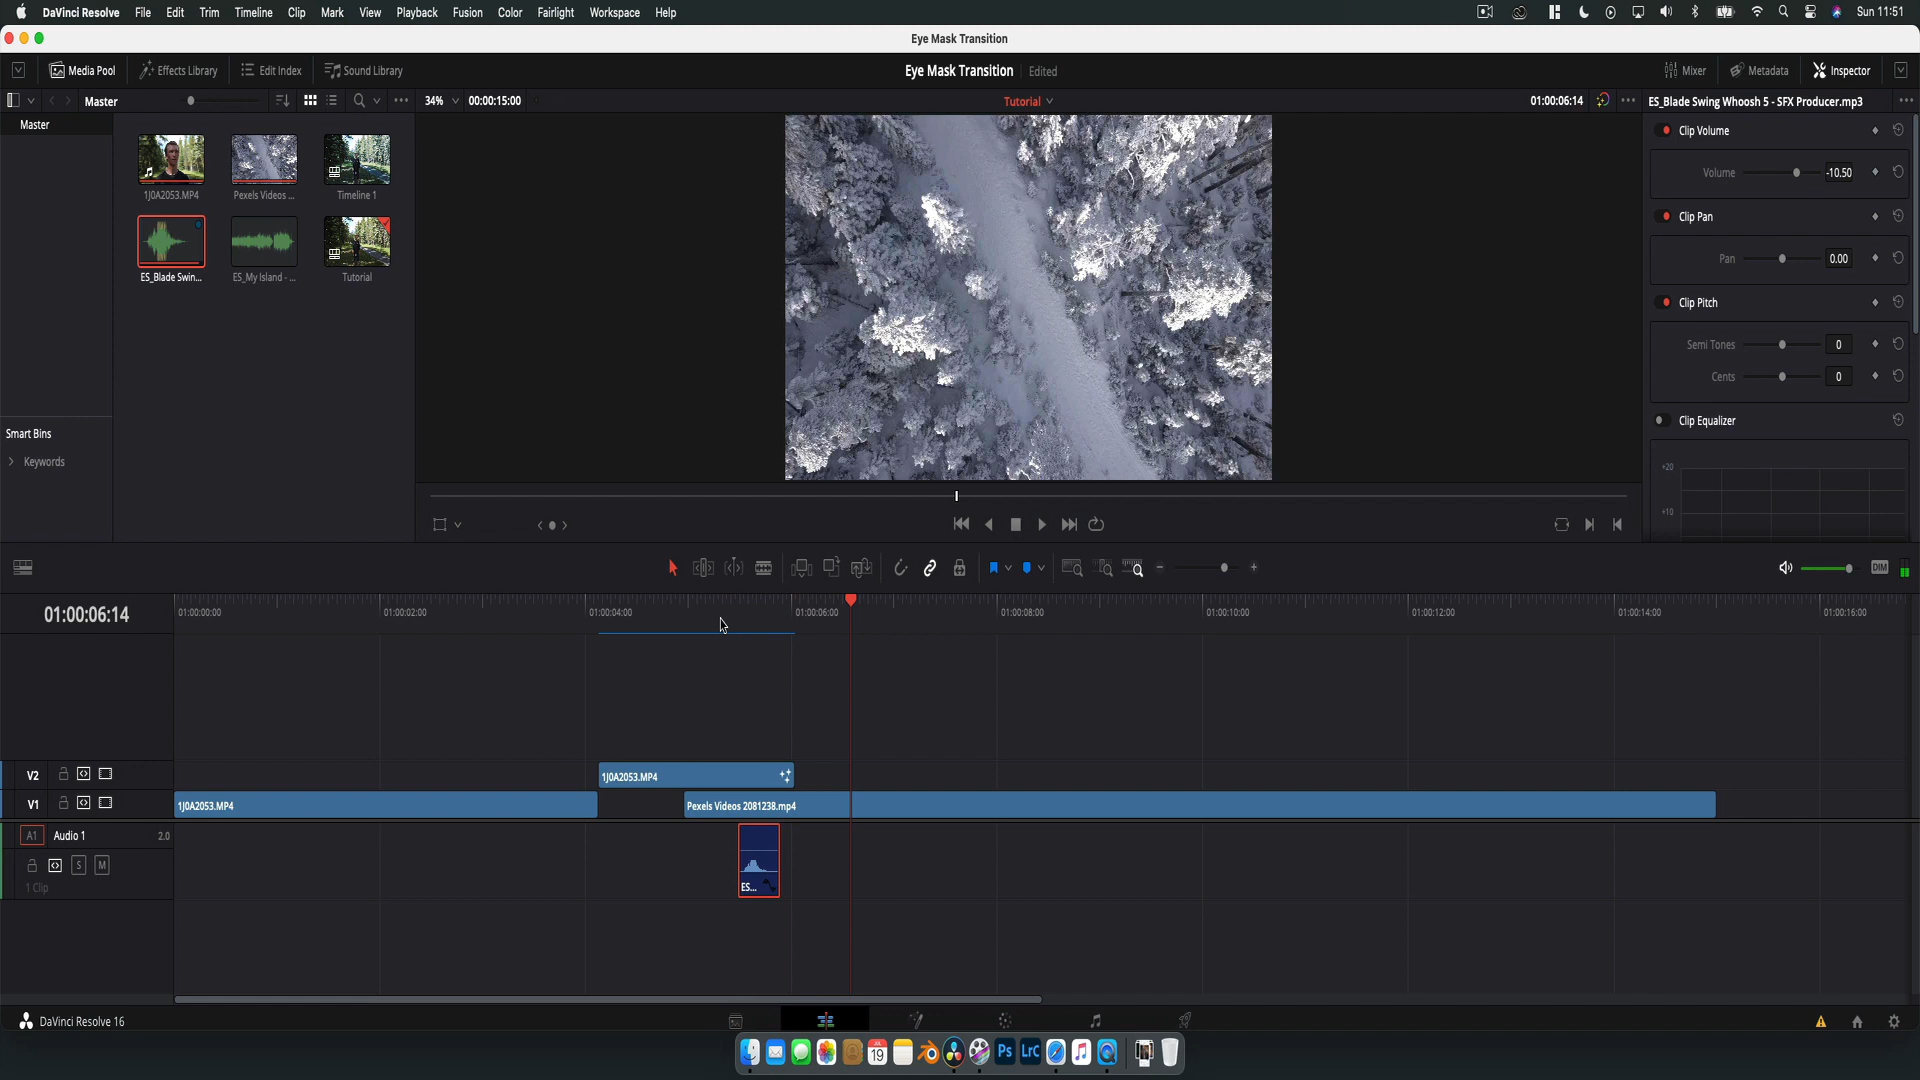 DaVinci Resolve File Edit Trim Timeline Clip Mark View Playback Fusion Color Fairlight Workspace Help Sun 11:51
Eye Mask Transition
Media Pool Effects Library Edit Index Sound Library Eye Mask Transition Edited Mixer Metadata Inspector
Master 34% 00:00:15:00 Tutorial 01:00:06:14 ES_Blade Swing Whoosh 5 - SFX Producer.mp3
Master
Clip Volume
Volume -10.50
1J0A2053.MP4 Pexels Videos ... Timeline 1
Clip Pan
Pan 0.00
ES_Blade Swin... ES_My Island - ... Tutorial
Clip Pitch
Semi Tones 0
Cents 0
Clip Equalizer
Smart Bins
Keywords
+20
+10
DIM
01:00:06:14
01:00:00:00 01:00:02:00 01:00:04:00 01:00:06:00 01:00:08:00 01:00:10:00 01:00:12:00 01:00:14:00 01:00:16:00
V2 1J0A2053.MP4
V1 1J0A2053.MP4 Pexels Videos 2081238.mp4
A1 Audio 1 2.0
S M
1 Clip
ES...
DaVinci Resolve 16
JUL
19
Ps
LrC